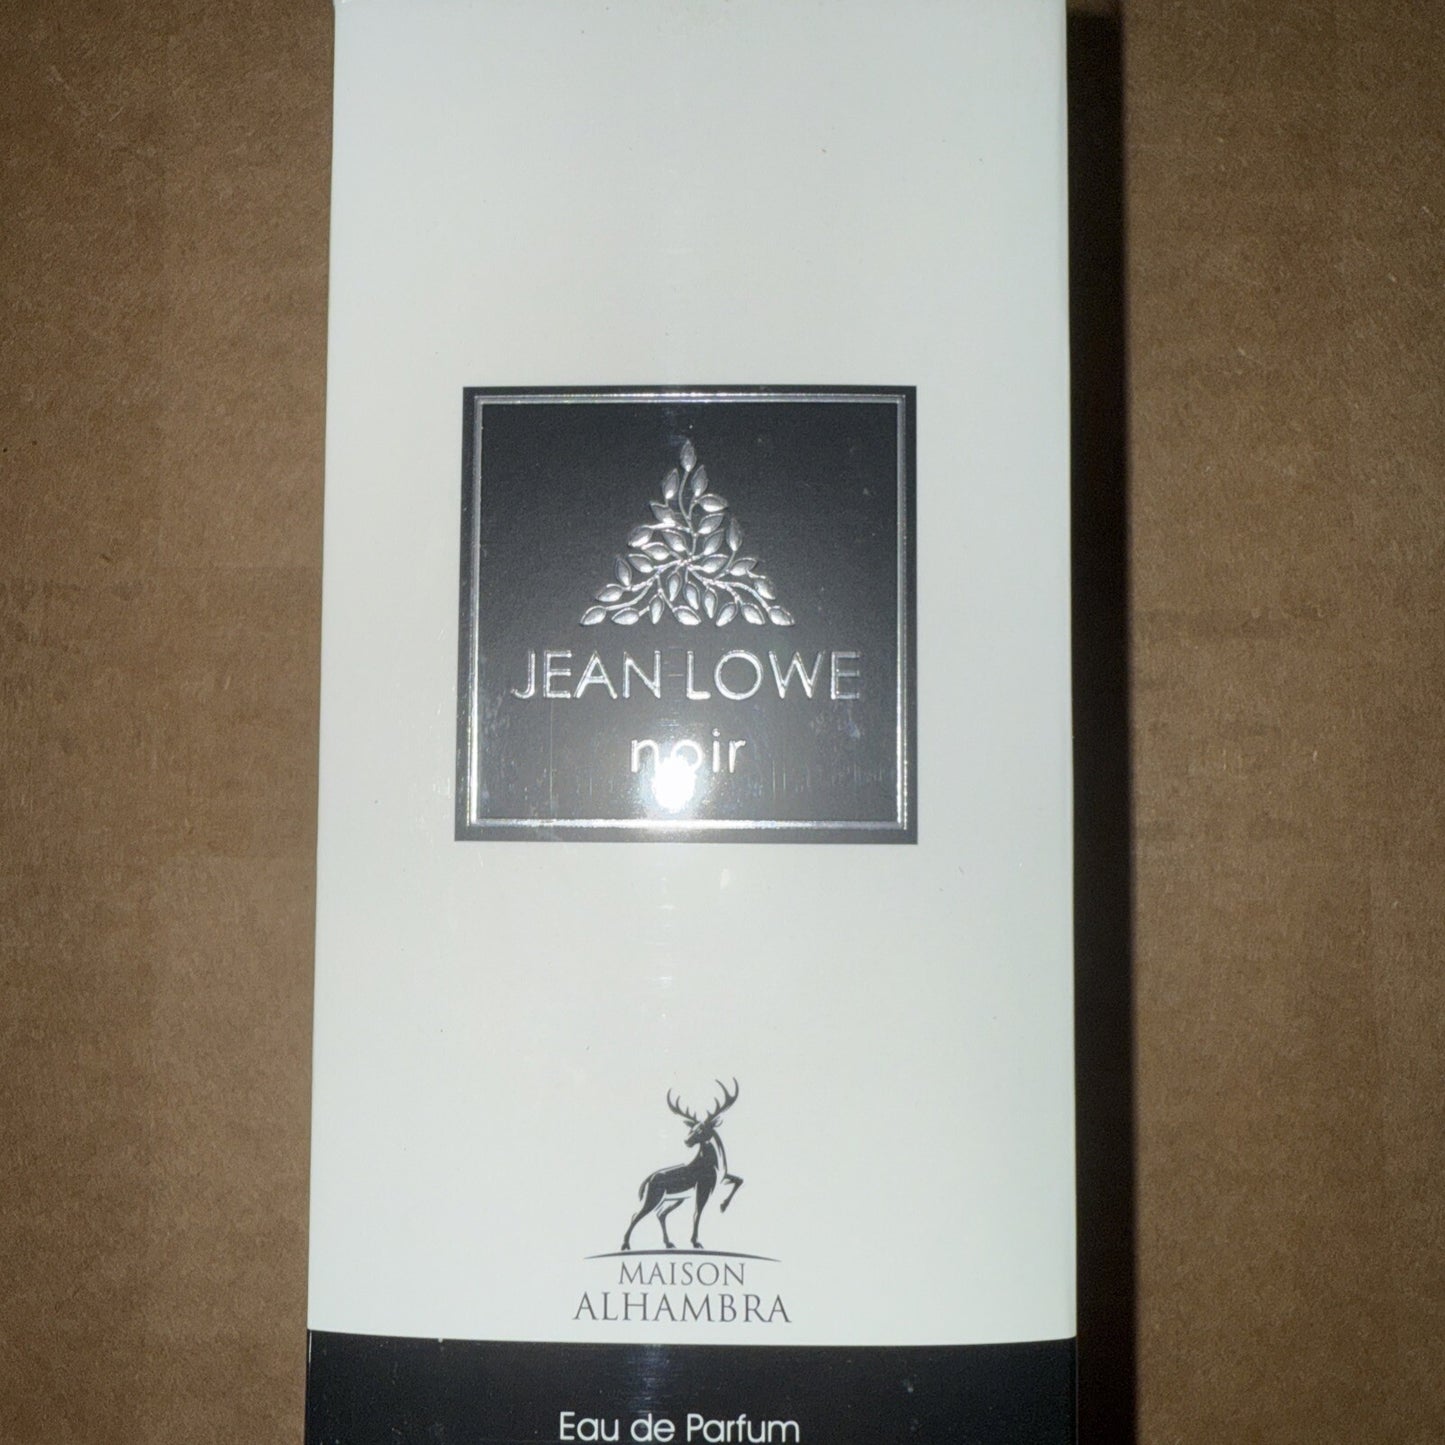 JEAN LOWE
noir
MAISON
ALHAMBRA
Eau de Parfum